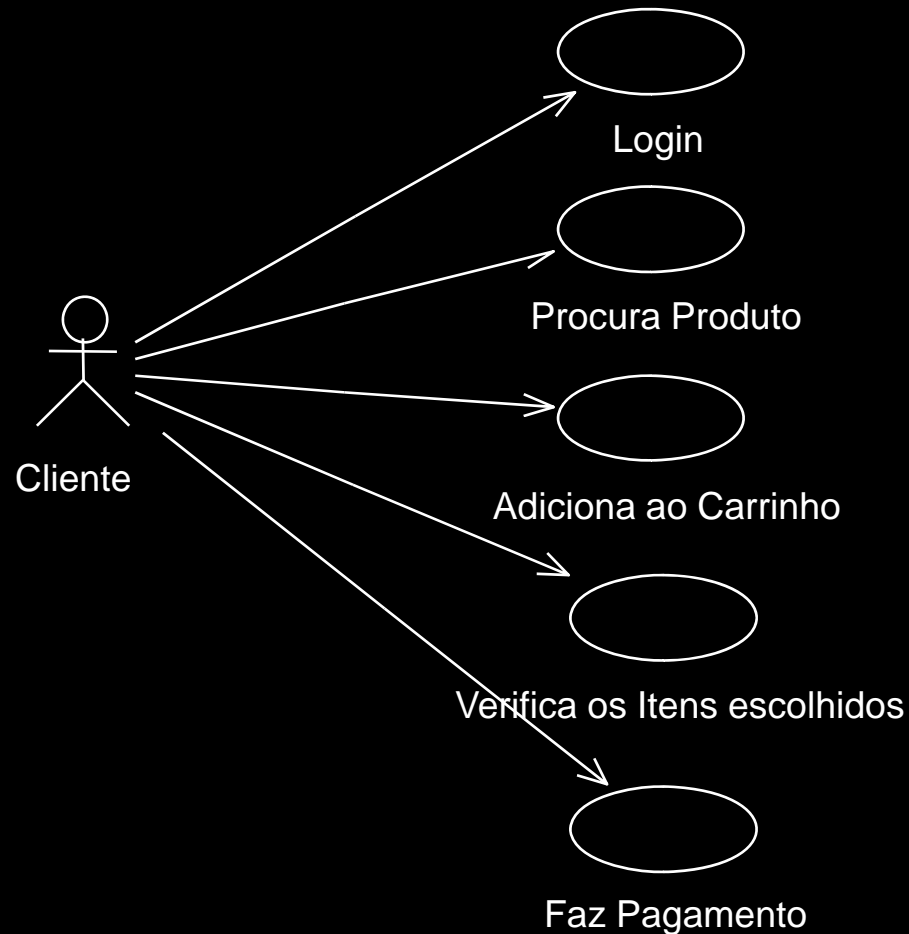 Login
Procura Produto
Cliente
Adiciona ao Carrinho
Verifica os Itens escolhidos
Faz Pagamento